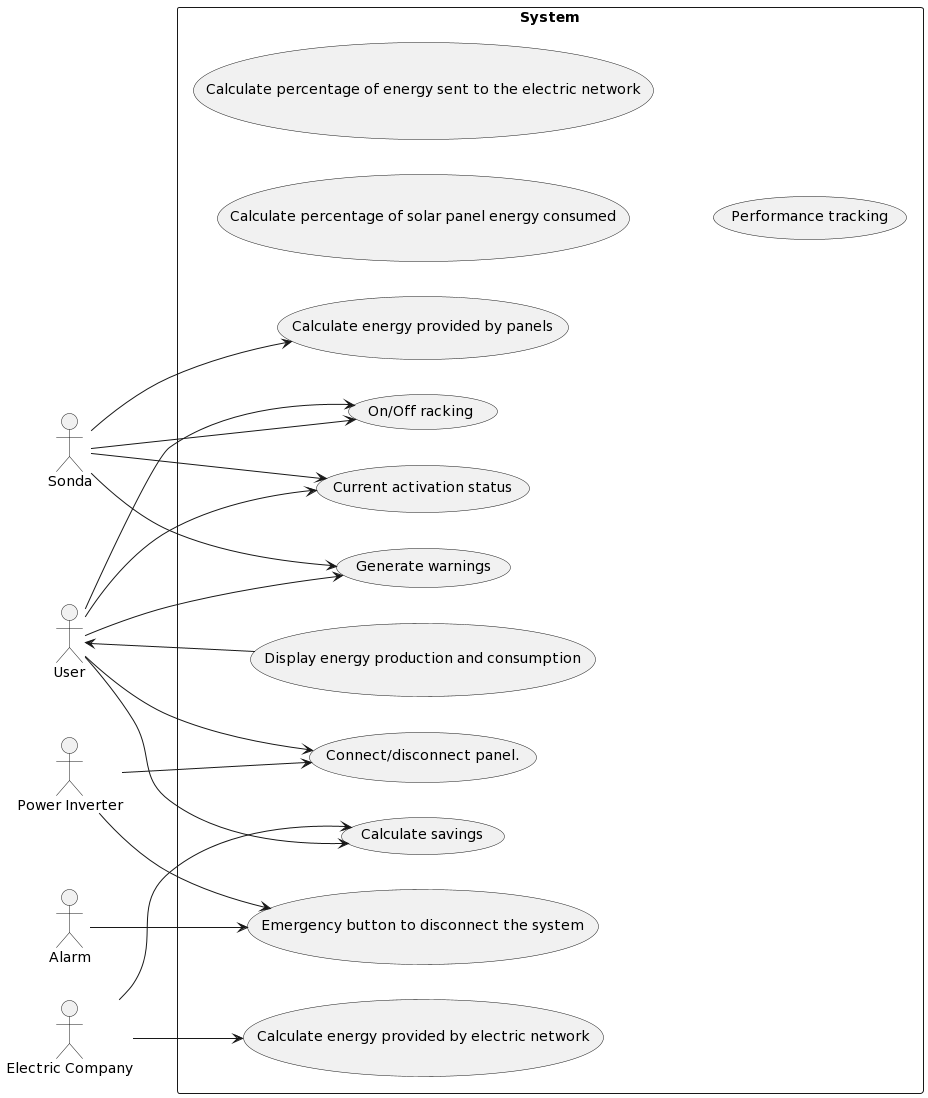 System
Calculate percentage of energy sent to the electric network
Calculate percentage of solar panel energy consumed
Performance tracking
Calculate energy provided by panels
On/Off racking
Sonda
Current activation status
Generate warnings
Display energy production and consumption
User
Connect/disconnect panel.
Power Inverter
Calculate savings
Emergency button to disconnect the system
Alarm
Calculate energy provided by electric network
Electric Company